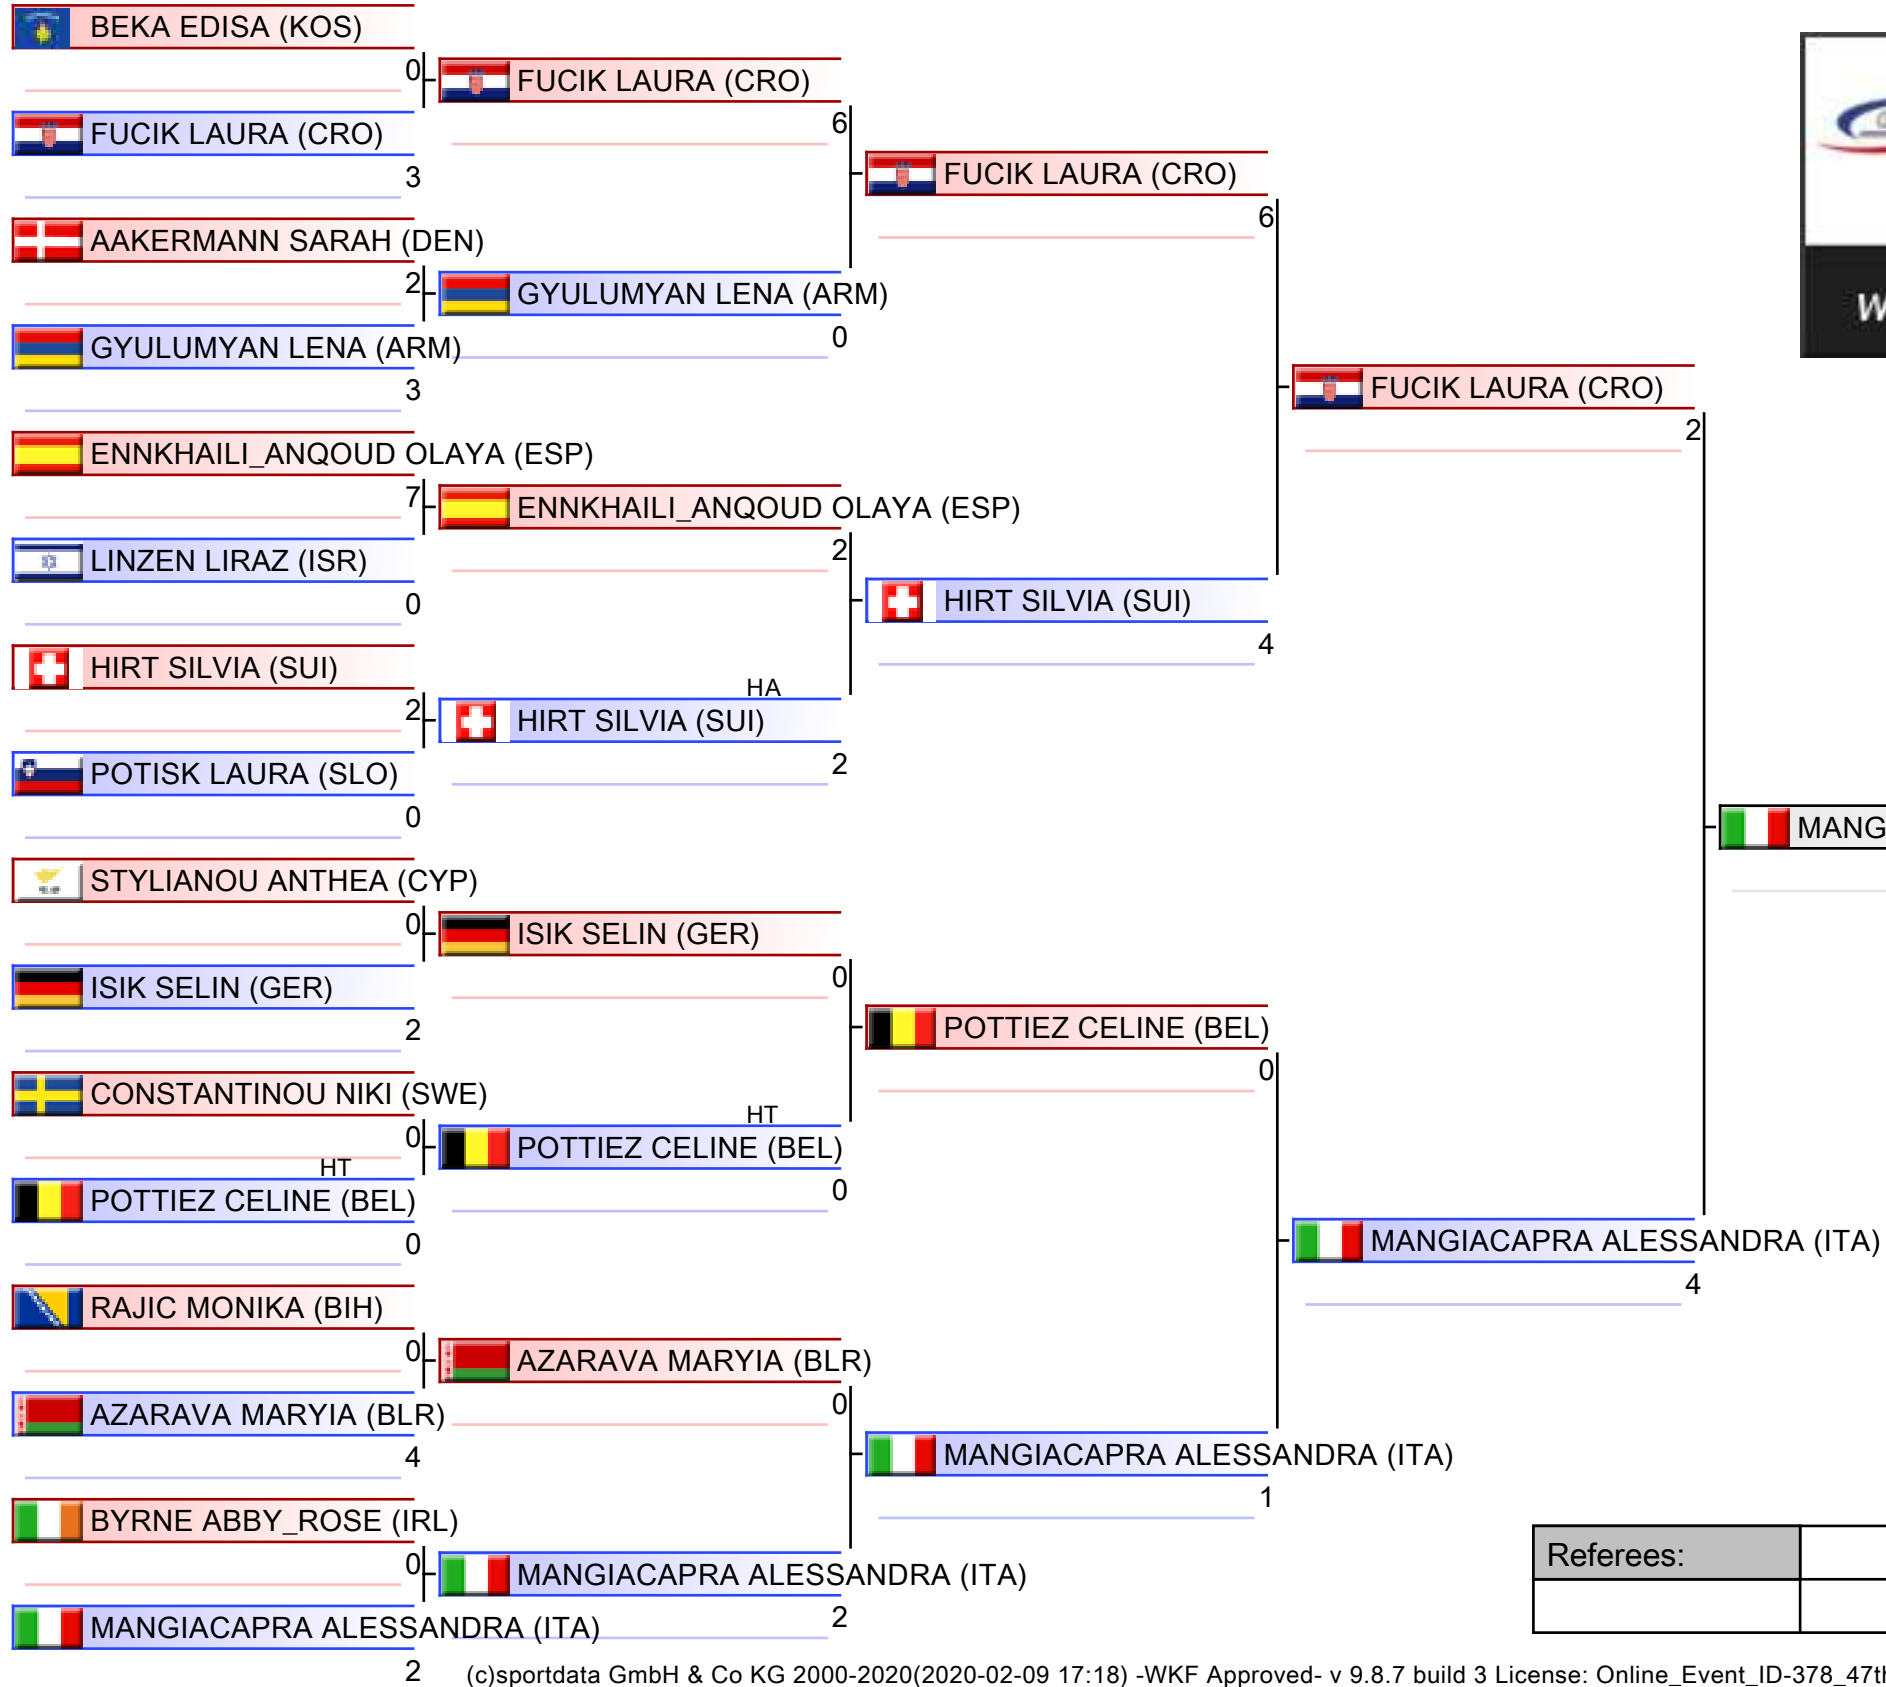 BEKA EDISA (KOS)
0
FUCIK LAURA (CRO)
3
AAKERMANN SARAH (DEN)
2
GYULUMYAN LENA (ARM)
3
ENNKHAILI_ANQOUD OLAYA (ESP)
7
LINZEN LIRAZ (ISR)
0
HIRT SILVIA (SUI)
2
POTISK LAURA (SLO)
0
STYLIANOU ANTHEA (CYP)
0
ISIK SELIN (GER)
2
CONSTANTINOU NIKI (SWE)
0
HT
POTTIEZ CELINE (BEL)
0
RAJIC MONIKA (BIH)
0
AZARAVA MARYIA (BLR)
4
BYRNE ABBY_ROSE (IRL)
0
MANGIACAPRA ALESSANDRA (ITA)
2
FUCIK LAURA (CRO)
6
GYULUMYAN LENA (ARM)
0
ENNKHAILI_ANQOUD OLAYA (ESP)
2
HA
HIRT SILVIA (SUI)
2
ISIK SELIN (GER)
0
HT
POTTIEZ CELINE (BEL)
0
AZARAVA MARYIA (BLR)
0
MANGIACAPRA ALESSANDRA (ITA)
2
FUCIK LAURA (CRO)
6
HIRT SILVIA (SUI)
4
POTTIEZ CELINE (BEL)
0
MANGIACAPRA ALESSANDRA (ITA)
1
FUCIK LAURA (CRO)
2
MANGIACAPRA ALESSANDRA (ITA)
4
MANG
Referees:
(c)sportdata GmbH & Co KG 2000-2020(2020-02-09 17:18) -WKF Approved- v 9.8.7 build 3 License: Online_Event_ID-378_47t